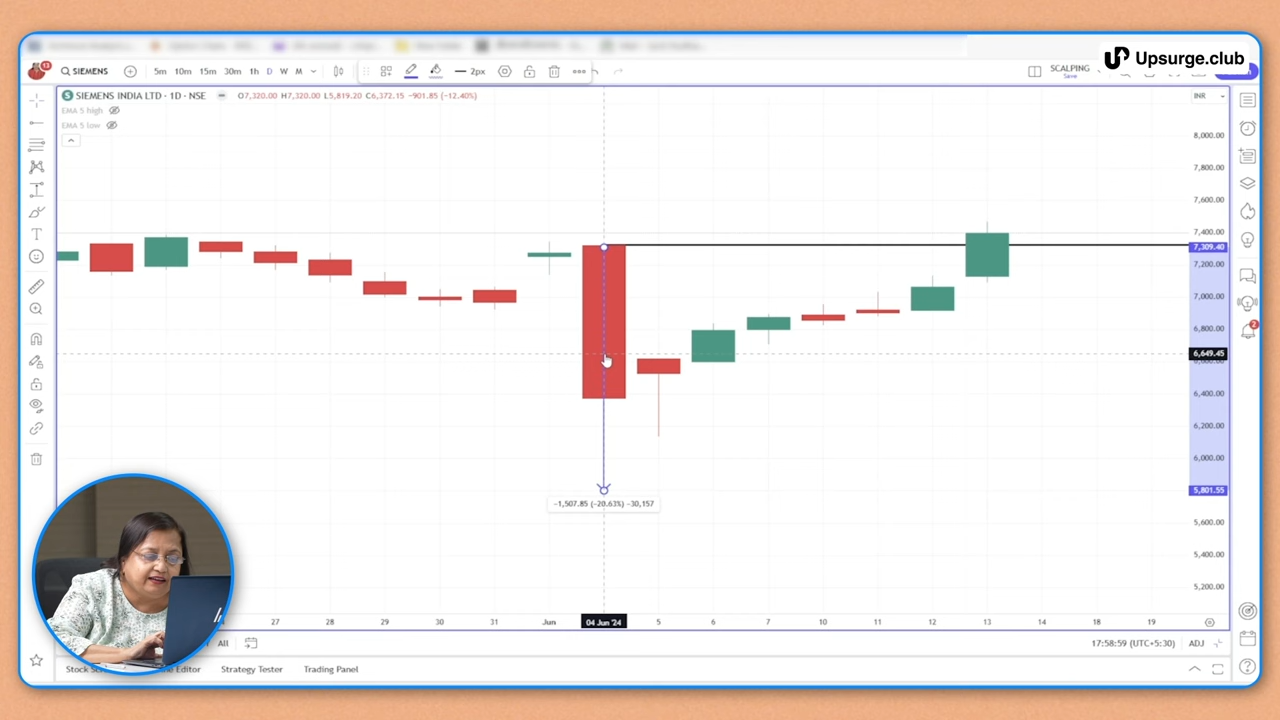 Upsurge.club
13 SIEMENS 5m 10m 15m 30m 1h D W M 2px SCALPING
Save
SIEMENS INDIA LTD · 1D · NSE O7,320.00 H7,320.00 L5,819.20 C6,372.15 −901.85 (−12.40%) INR
EMA 5 high
EMA 5 low
8,000.00
7,800.00
7,600.00
7,400.00
7,309.40
7,200.00
7,000.00
6,800.00
6,649.45
6,400.00
6,200.00
6,000.00
5,801.55
−1,507.85 (−20.63%) −30,157
5,600.00
5,400.00
5,200.00
27 28 29 30 31 Jun 04 Jun '24 5 6 7 10 11 12 13 14 18 19
All 17:58:59 (UTC+5:30) ADJ
Editor Strategy Tester Trading Panel
2